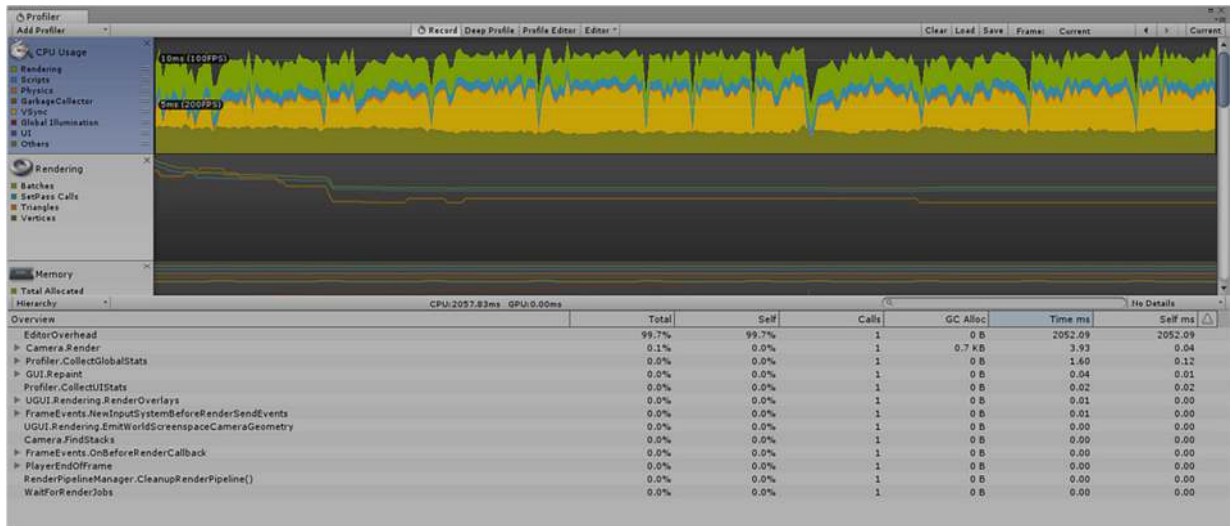 Profiler
Add Profiler Record Deep Profile Profile Editor Editor Clear Load Save Frame: Current Current
CPU Usage
Rendering
Scripts
Physics
GarbageCollector
VSync
Global Illumination
UI
Others
10ms (100FPS)
5ms (200FPS)
Rendering
Batches
SetPass Calls
Triangles
Vertices
Memory
Total Allocated
Hierarchy CPU:2057.83ms GPU:0.00ms No Details
Overview Total Self Calls GC Alloc Time ms Self ms
EditorOverhead 99.7% 99.7% 1 0 B 2052.09 2052.09
Camera.Render 0.1% 0.0% 1 0.7 KB 3.93 0.04
Profiler.CollectGlobalStats 0.0% 0.0% 1 0 B 1.60 0.12
GUI.Repaint 0.0% 0.0% 1 0 B 0.04 0.01
Profiler.CollectUIStats 0.0% 0.0% 1 0 B 0.02 0.02
UGUI.Rendering.RenderOverlays 0.0% 0.0% 1 0 B 0.01 0.00
FrameEvents.NewInputSystemBeforeRenderSendEvents 0.0% 0.0% 1 0 B 0.01 0.00
UGUI.Rendering.EmitWorldScreenspaceCameraGeometry 0.0% 0.0% 1 0 B 0.00 0.00
Camera.FindStacks 0.0% 0.0% 1 0 B 0.00 0.00
FrameEvents.OnBeforeRenderCallback 0.0% 0.0% 1 0 B 0.00 0.00
PlayerEndOfFrame 0.0% 0.0% 1 0 B 0.00 0.00
RenderPipelineManager.CleanupRenderPipeline() 0.0% 0.0% 1 0 B 0.00 0.00
WaitForRenderJobs 0.0% 0.0% 1 0 B 0.00 0.00